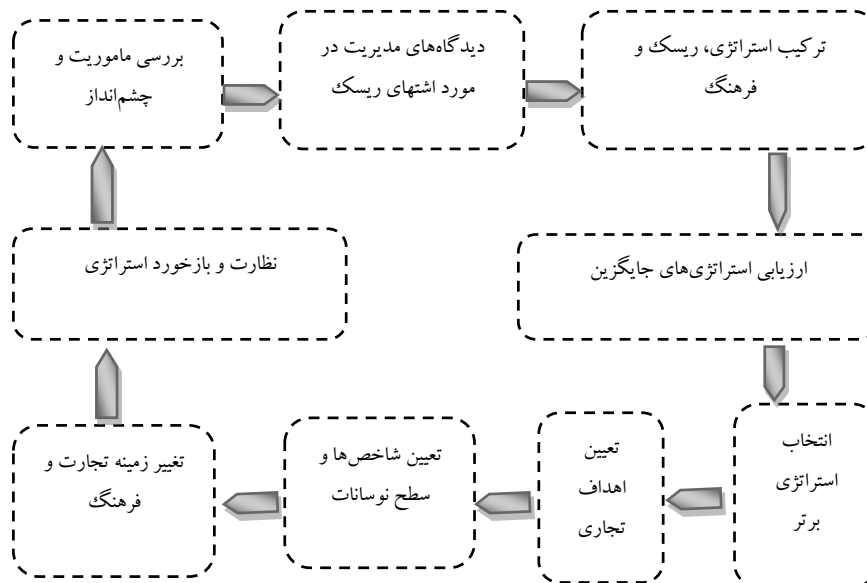 بررسی ماموریت و
چشم‌انداز
دیدگاه‌های مدیریت در
مورد اشتهای ریسک
ترکیب استراتژی، ریسک و
فرهنگ
ارزیابی استراتژی‌های جایگزین
انتخاب
استراتژی
برتر
تعیین
اهداف
تجاری
تعیین شاخص‌ها و
سطح نوسانات
تغییر زمینه تجارت و
فرهنگ
نظارت و بازخورد استراتژی